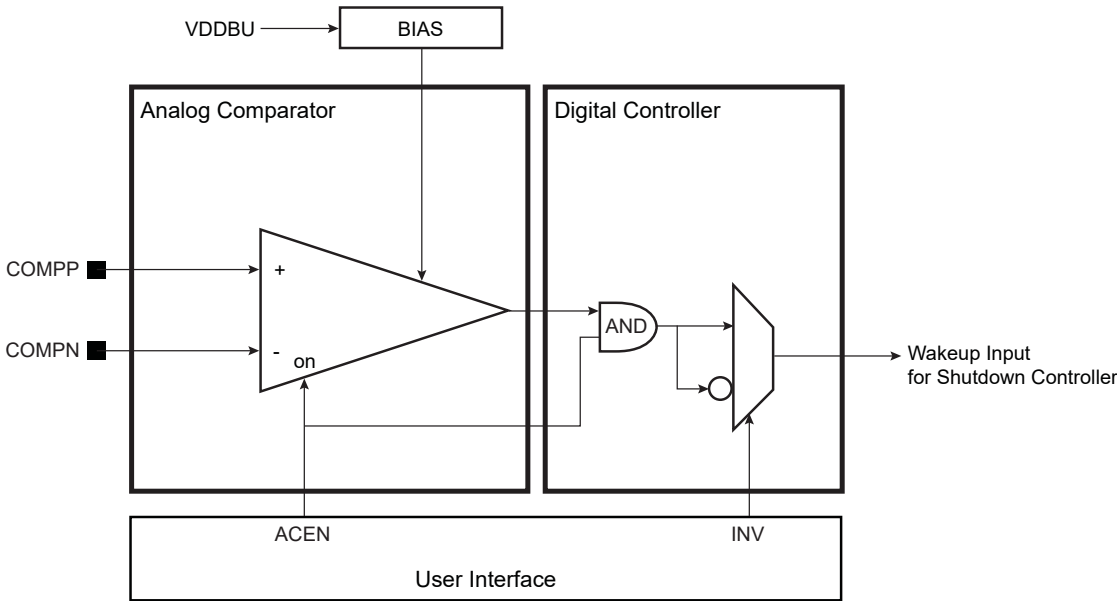 VDDBU
BIAS
Analog Comparator
Digital Controller
COMPP
+
AND
COMPN
-
on
Wakeup Input
for Shutdown Controller
ACEN
INV
User Interface